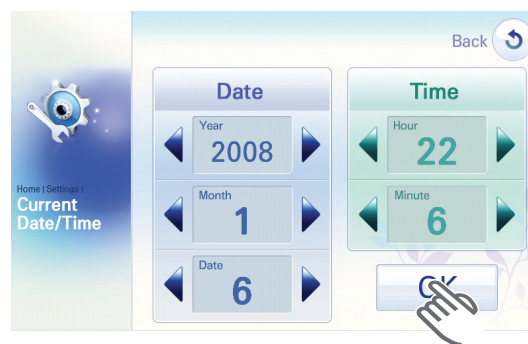 Back
Home | Settings |
Current
Date/Time
Date
Year
2008
Month
1
Date
6
Time
Hour
22
Minute
6
OK